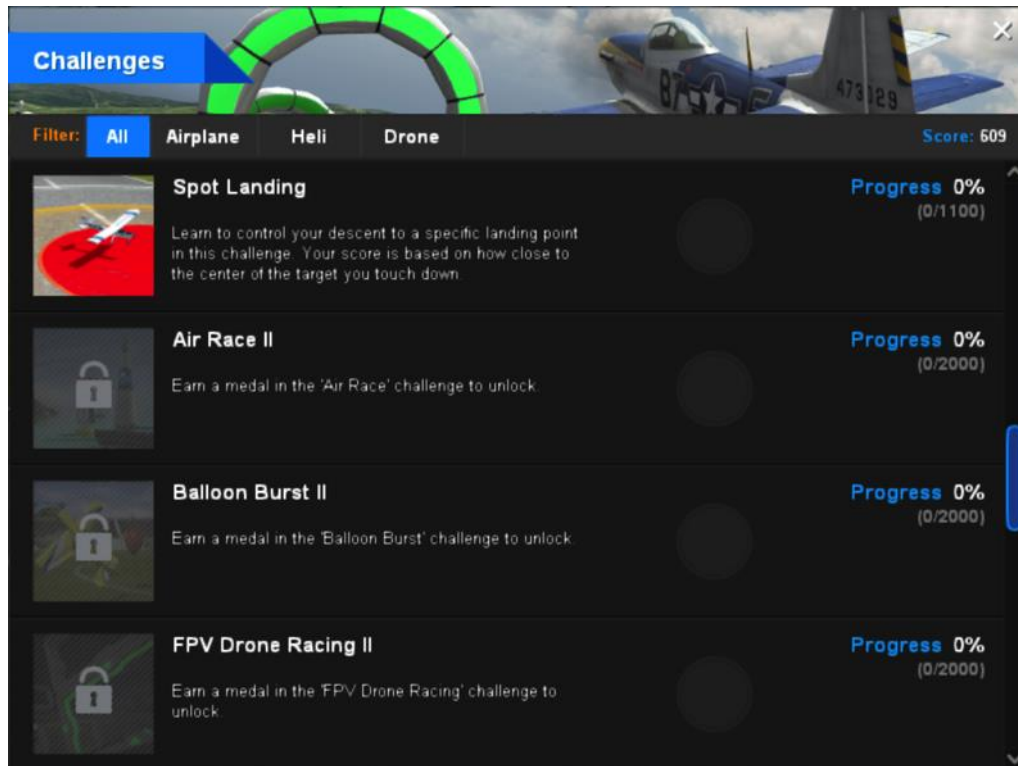 Challenges
87
473029
Filter: All Airplane Heli Drone Score: 609
Spot Landing
Progress 0%
(0/1100)
Learn to control your descent to a specific landing point
in this challenge. Your score is based on how close to
the center of the target you touch down.
Air Race II
Progress 0%
(0/2000)
Earn a medal in the 'Air Race' challenge to unlock.
Balloon Burst II
Progress 0%
(0/2000)
Earn a medal in the 'Balloon Burst' challenge to unlock.
FPV Drone Racing II
Progress 0%
(0/2000)
Earn a medal in the 'FPV Drone Racing' challenge to
unlock.